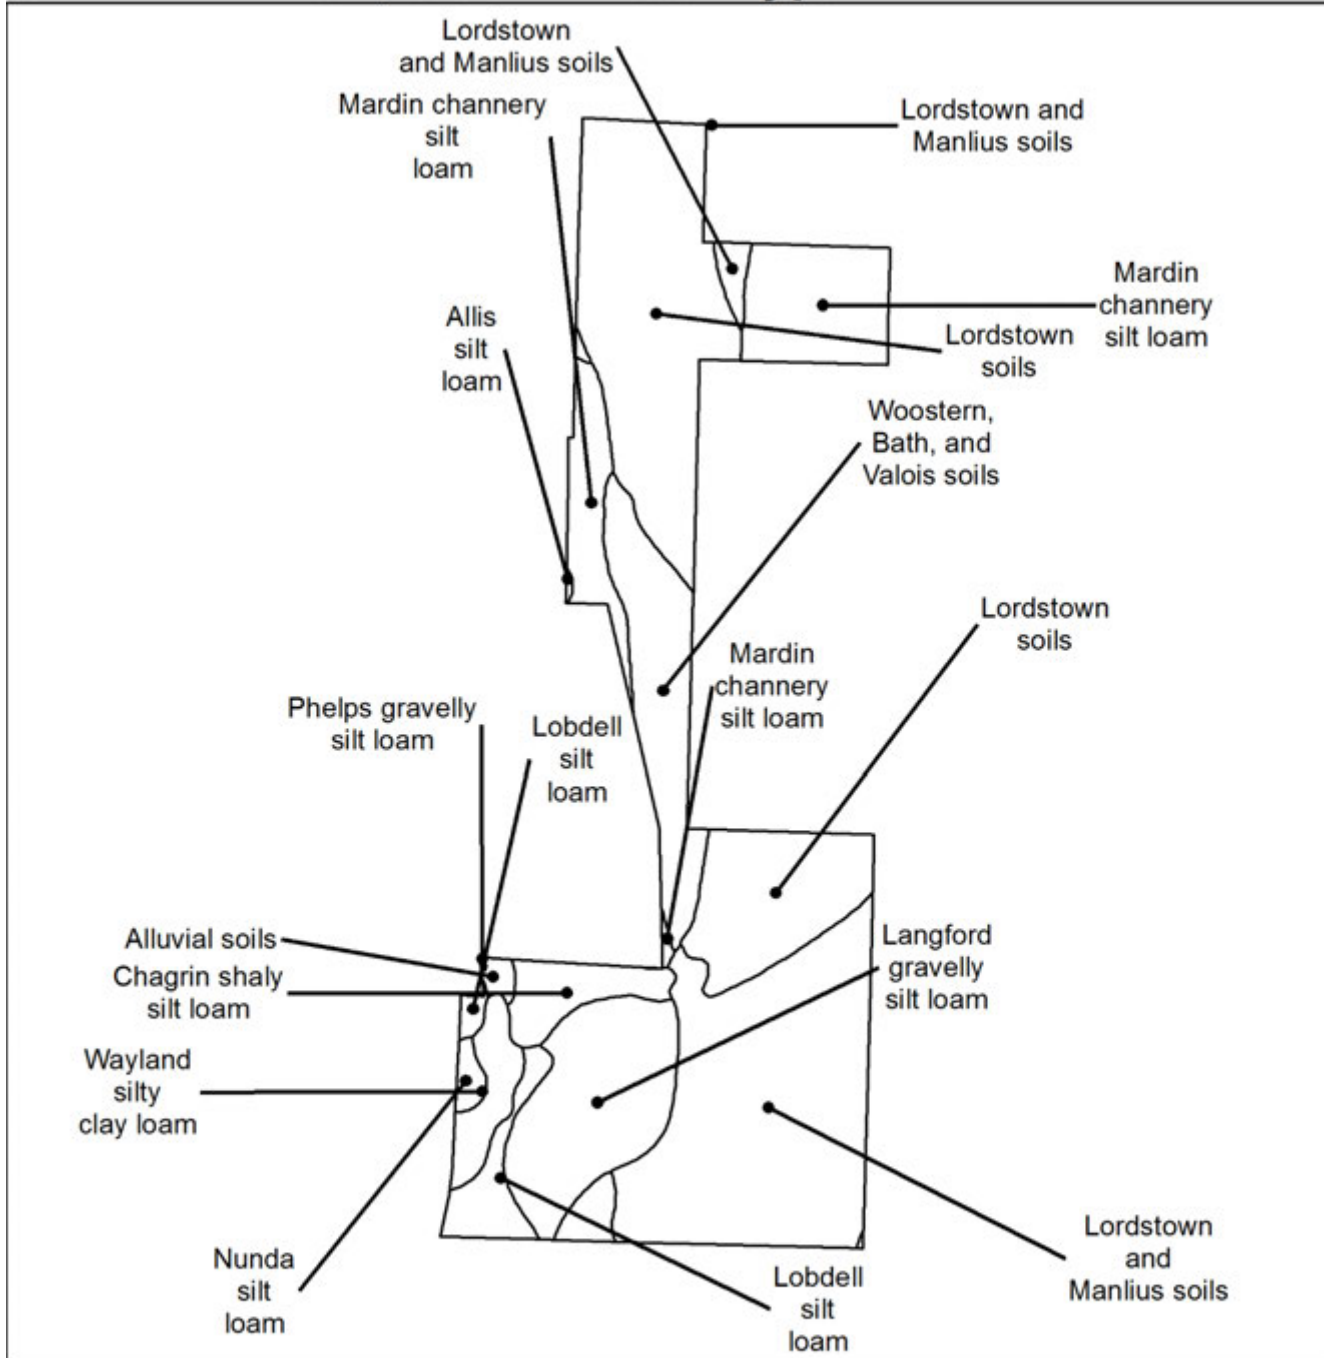 Lordstown
and Manlius soils
Mardin channery
silt
loam
Lordstown and
Manlius soils
Mardin
channery
silt loam
Allis
silt
loam
Lordstown
soils
Woostern,
Bath, and
Valois soils
Lordstown
soils
Mardin
channery
silt loam
Phelps gravelly
silt loam
Lobdell
silt
loam
Alluvial soils
Chagrin shaly
silt loam
Langford
gravelly
silt loam
Wayland
silty
clay loam
Nunda
silt
loam
Lobdell
silt
loam
Lordstown
and
Manlius soils